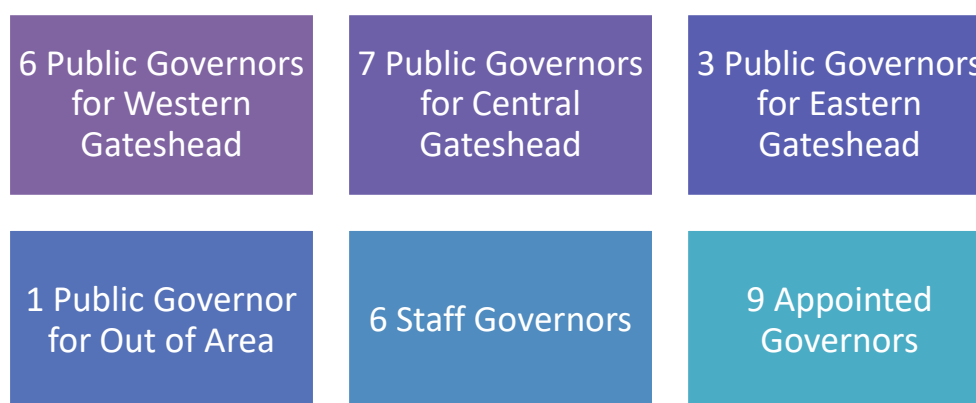 6 Public Governors
for Western
Gateshead
7 Public Governors
for Central
Gateshead
3 Public Governors
for Eastern
Gateshead
1 Public Governor
for Out of Area
6 Staff Governors
9 Appointed
Governors